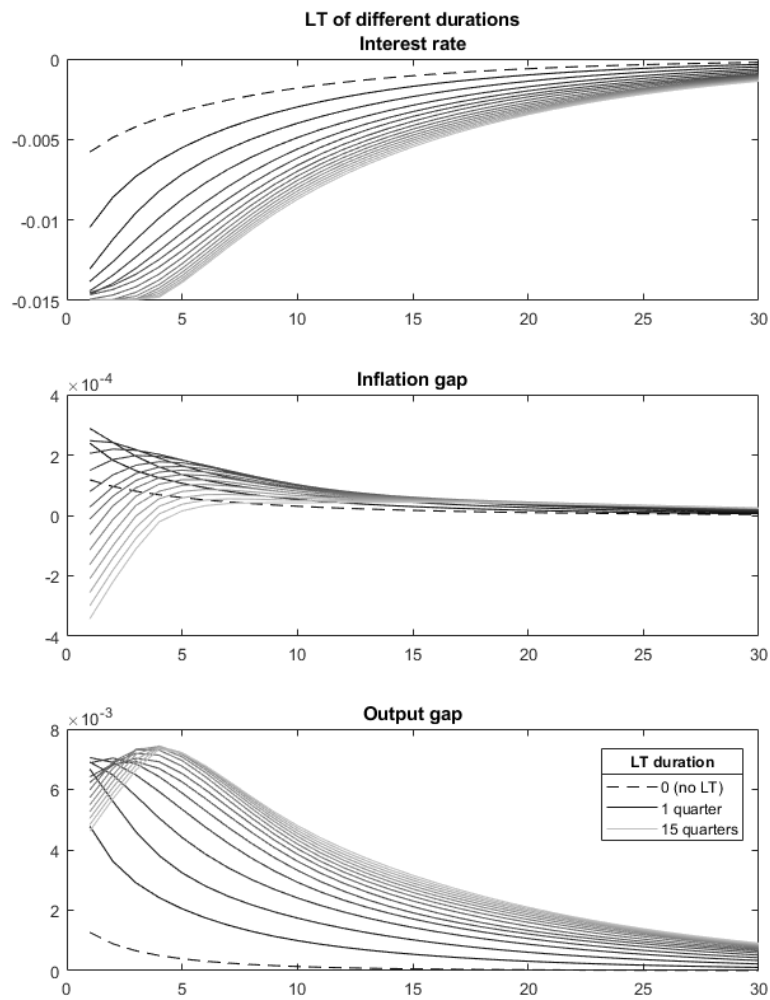 LT of different durations
Interest rate
0
-0.005
-0.01
-0.015
0 5 10 15 20 25 30
×10⁻⁴
Inflation gap
4
2
0
-2
-4
0 5 10 15 20 25 30
×10⁻³
Output gap
8
6
4
2
0
LT duration
0 (no LT)
1 quarter
15 quarters
0 5 10 15 20 25 30